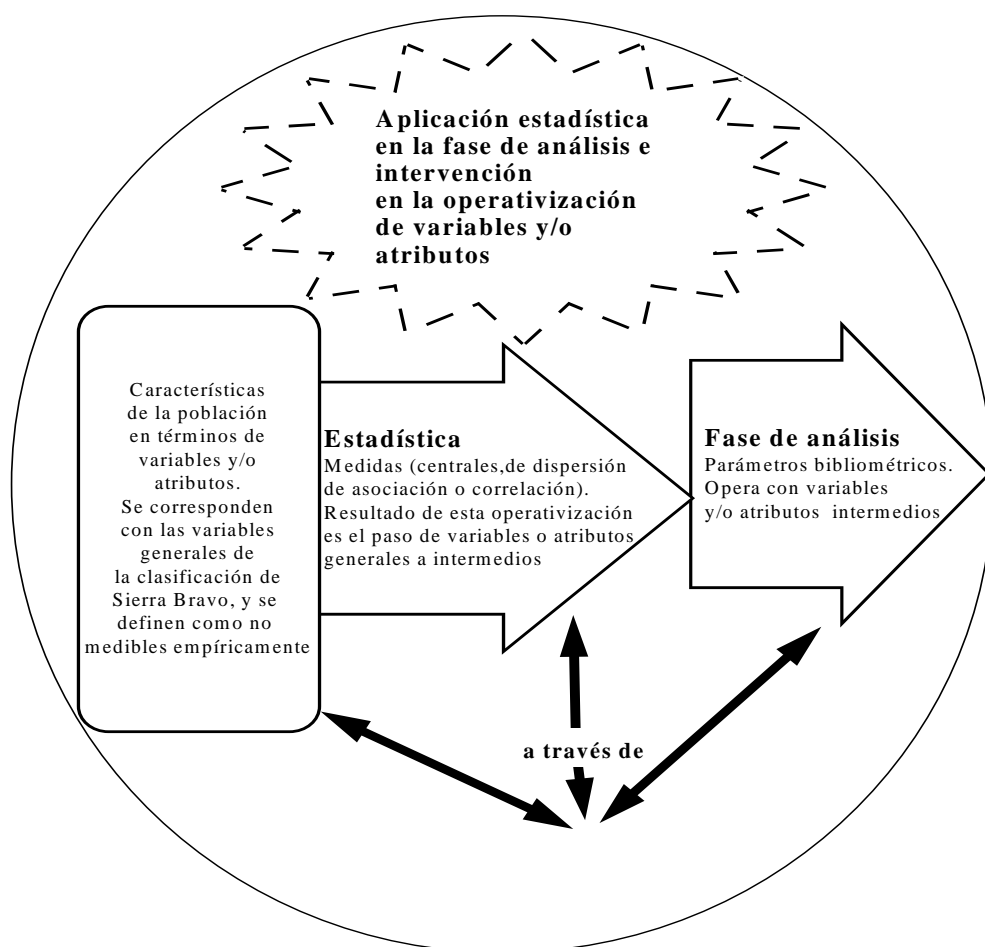 Aplicación estadística
en la fase de análisis e
intervención
en la operativización
de variables y/o
atributos
Características
de la población
en términos de
variables y/o
atributos.
Se corresponden
con las variables
generales de
la clasificación de
Sierra Bravo, y se
definen como no
medibles empíricamente
Estadística
Medidas (centrales,de dispersión
de asociación o correlación).
Resultado de esta operativización
es el paso de variables o atributos
generales a intermedios
Fase de análisis
Parámetros bibliométricos.
Opera con variables
y/o atributos intermedios
a través de